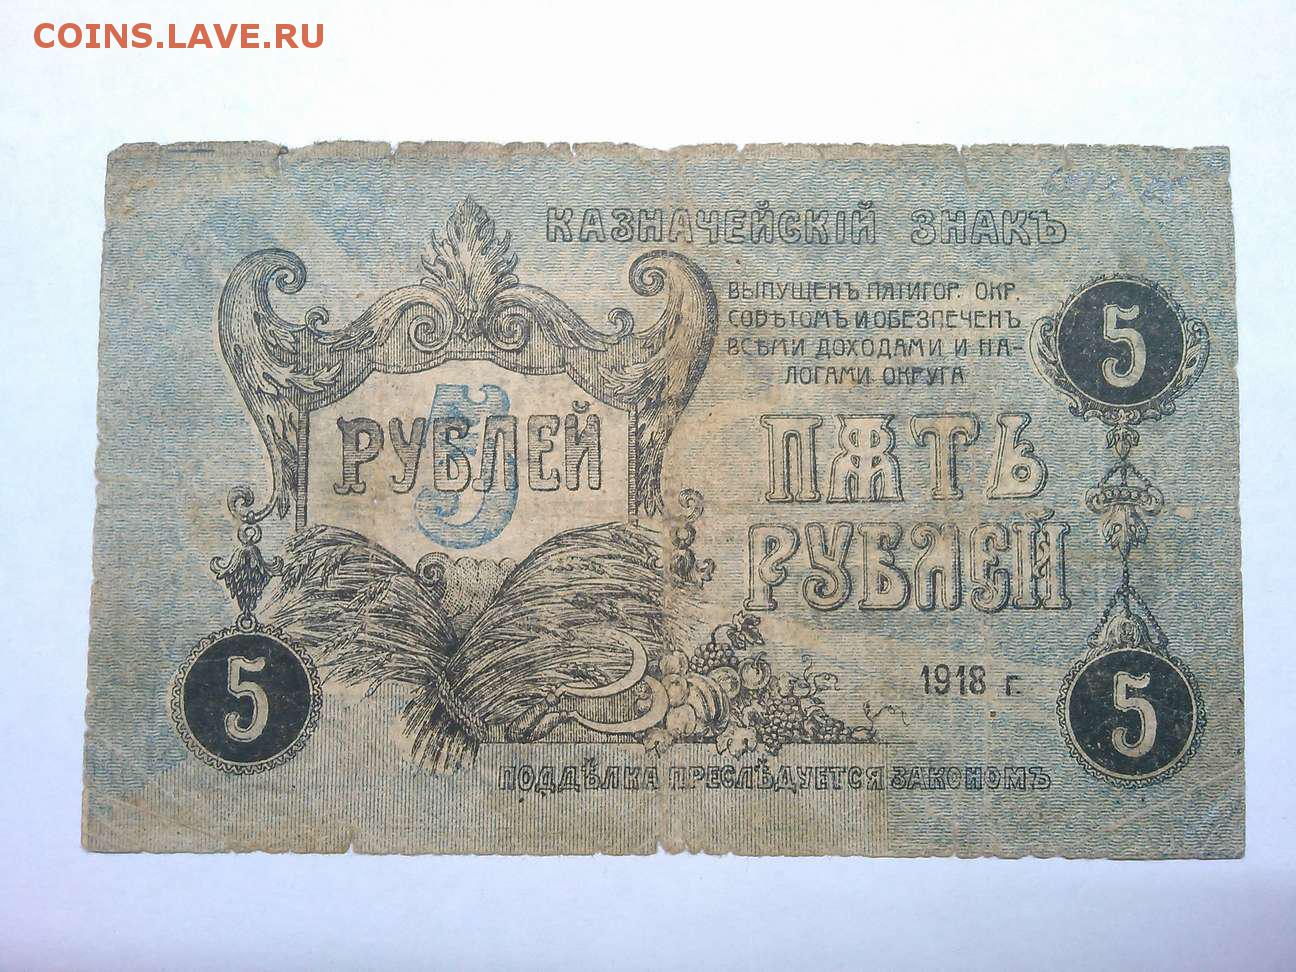 COINS.LAVE.RU
КАЗНАЧЕЙСКІЙ ЗНАКЪ
ВЫПУЩЕНЪ ПЯТИГОР. ОКР.
СОВѢТОМЪ И ОБЕЗПЕЧЕНЪ
ВСѢМИ ДОХОДАМИ И НА-
ЛОГАМИ ОКРУГА
5
5
РУБЛЕЙ
ПЯТЬ
РУБЛЕЙ
1918 г.
5
5
ПОДДѢЛКА ПРЕСЛѢДУЕТСЯ ЗАКОНОМЪ